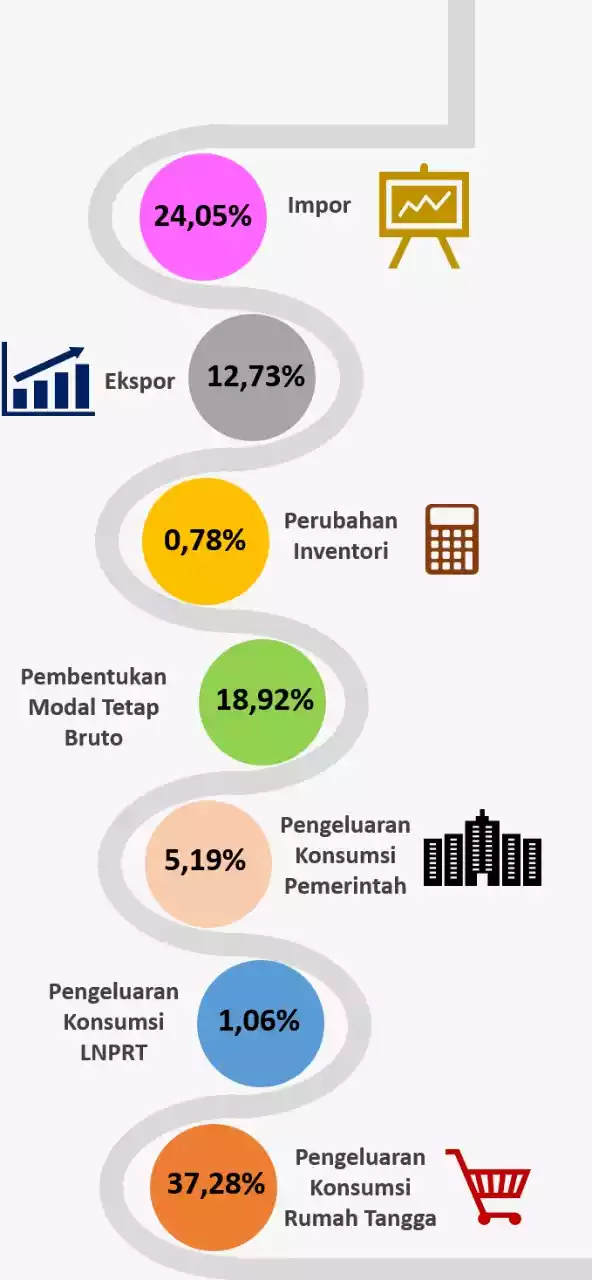 24,05%
Impor
Ekspor
12,73%
0,78%
Perubahan
Inventori
Pembentukan
Modal Tetap
Bruto
18,92%
5,19%
Pengeluaran
Konsumsi
Pemerintah
Pengeluaran
Konsumsi
LNPRT
1,06%
37,28%
Pengeluaran
Konsumsi
Rumah Tangga